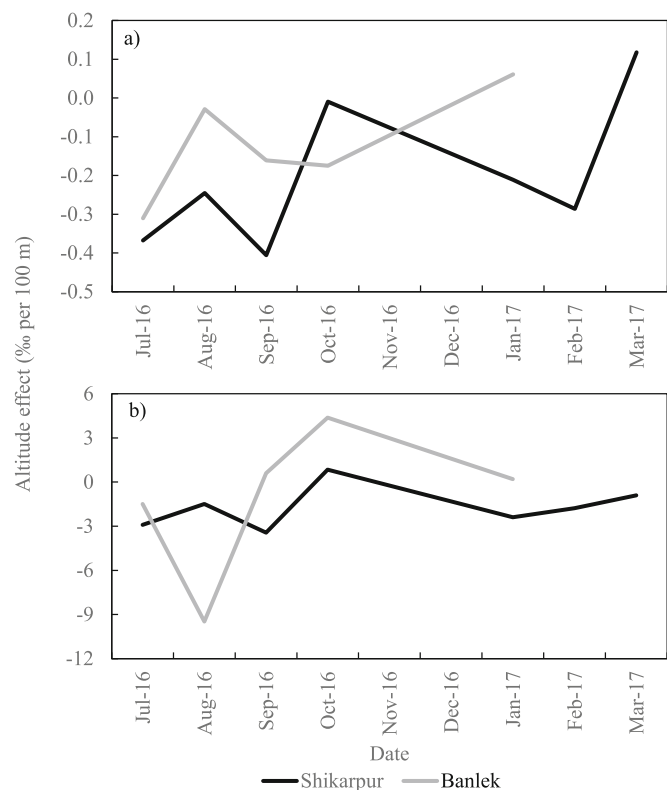 a)
0.2
0.1
0.0
-0.1
-0.2
-0.3
-0.4
-0.5
Jul-16
Aug-16
Sep-16
Oct-16
Nov-16
Dec-16
Jan-17
Feb-17
Mar-17
Altitude effect (‰ per 100 m)
b)
6
3
0
-3
-6
-9
-12
Jul-16
Aug-16
Sep-16
Oct-16
Nov-16
Dec-16
Jan-17
Feb-17
Mar-17
Date
Shikarpur Banlek